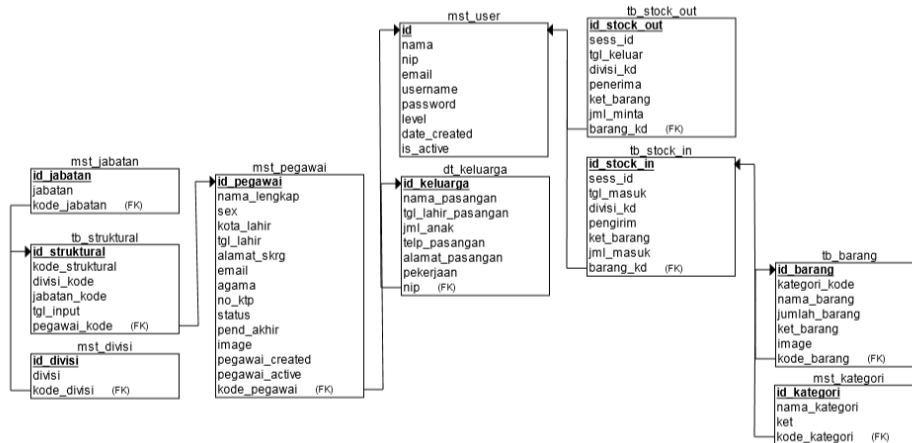 mst_user
id
nama
nip
email
username
password
level
date_created
is_active
tb_stock_out
id_stock_out
sess_id
tgl_keluar
divisi_kd
penerima
ket_barang
jml_minta
barang_kd (FK)
mst_jabatan
id_jabatan
jabatan
kode_jabatan (FK)
tb_struktural
id_struktural
kode_struktural
divisi_kode
jabatan_kode
tgl_input
pegawai_kode (FK)
mst_divisi
id_divisi
divisi
kode_divisi (FK)
mst_pegawai
id_pegawai
nama_lengkap
sex
kota_lahir
tgl_lahir
alamat_skrg
email
agama
no_ktp
status
pend_akhir
image
pegawai_created
pegawai_active
kode_pegawai (FK)
dt_keluarga
id_keluarga
nama_pasangan
tgl_lahir_pasangan
jml_anak
telp_pasangan
alamat_pasangan
pekerjaan
nip (FK)
tb_stock_in
id_stock_in
sess_id
tgl_masuk
divisi_kd
pengirim
ket_barang
jml_masuk
barang_kd (FK)
tb_barang
id_barang
kategori_kode
nama_barang
jumlah_barang
ket_barang
image
kode_barang (FK)
mst_kategori
id_kategori
nama_kategori
ket
kode_kategori (FK)